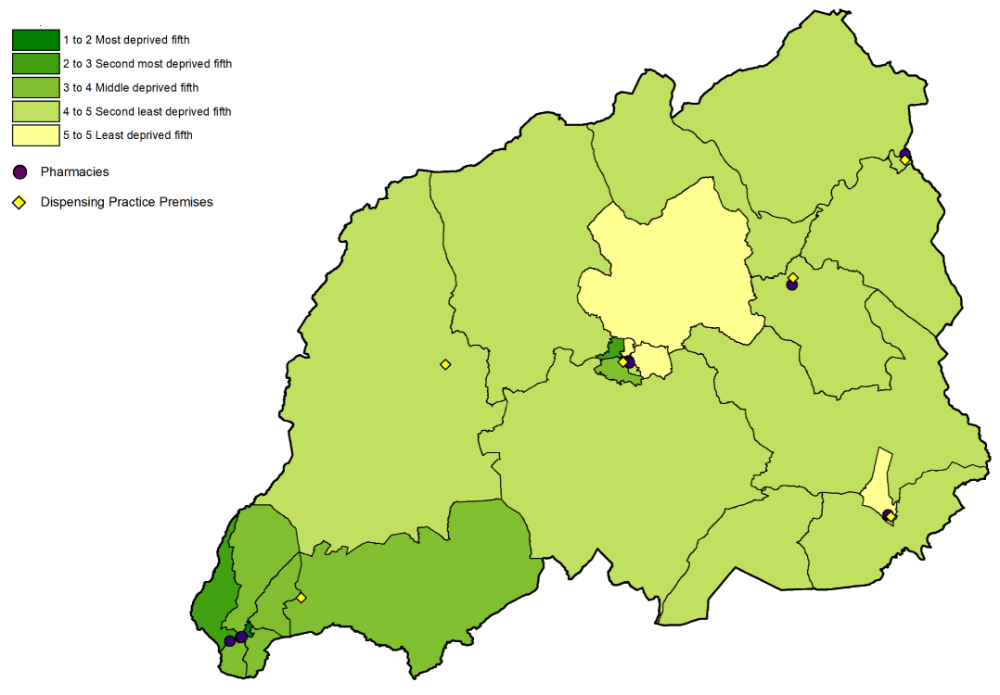 1 to 2 Most deprived fifth
2 to 3 Second most deprived fifth
3 to 4 Middle deprived fifth
4 to 5 Second least deprived fifth
5 to 5 Least deprived fifth
Pharmacies
Dispensing Practice Premises